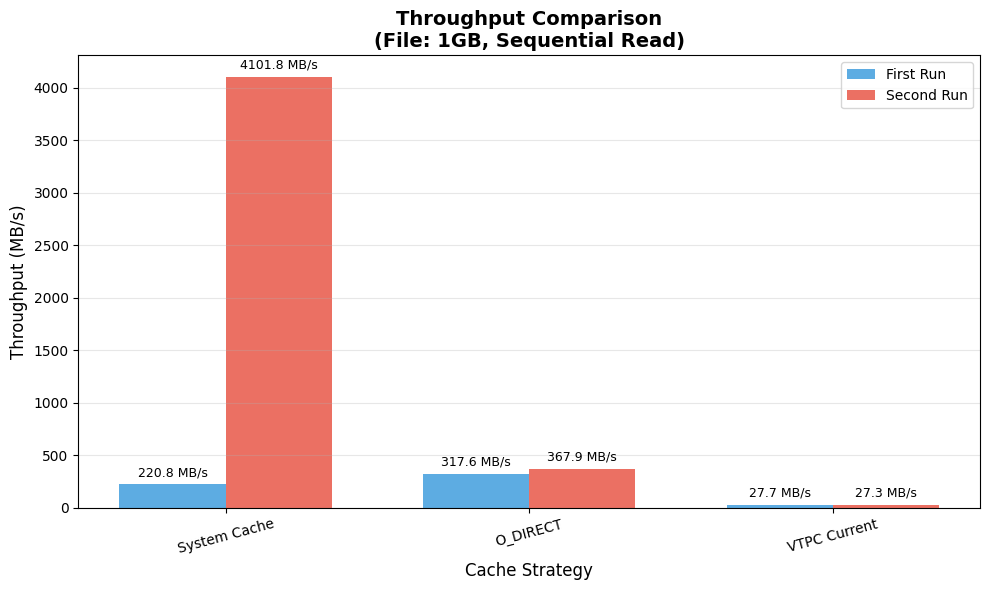 Throughput Comparison
(File: 1GB, Sequential Read)
First Run
Second Run
Throughput (MB/s)
4000
3500
3000
2500
2000
1500
1000
500
0
220.8 MB/s
4101.8 MB/s
317.6 MB/s
367.9 MB/s
27.7 MB/s
27.3 MB/s
System Cache
O_DIRECT
VTPC Current
Cache Strategy